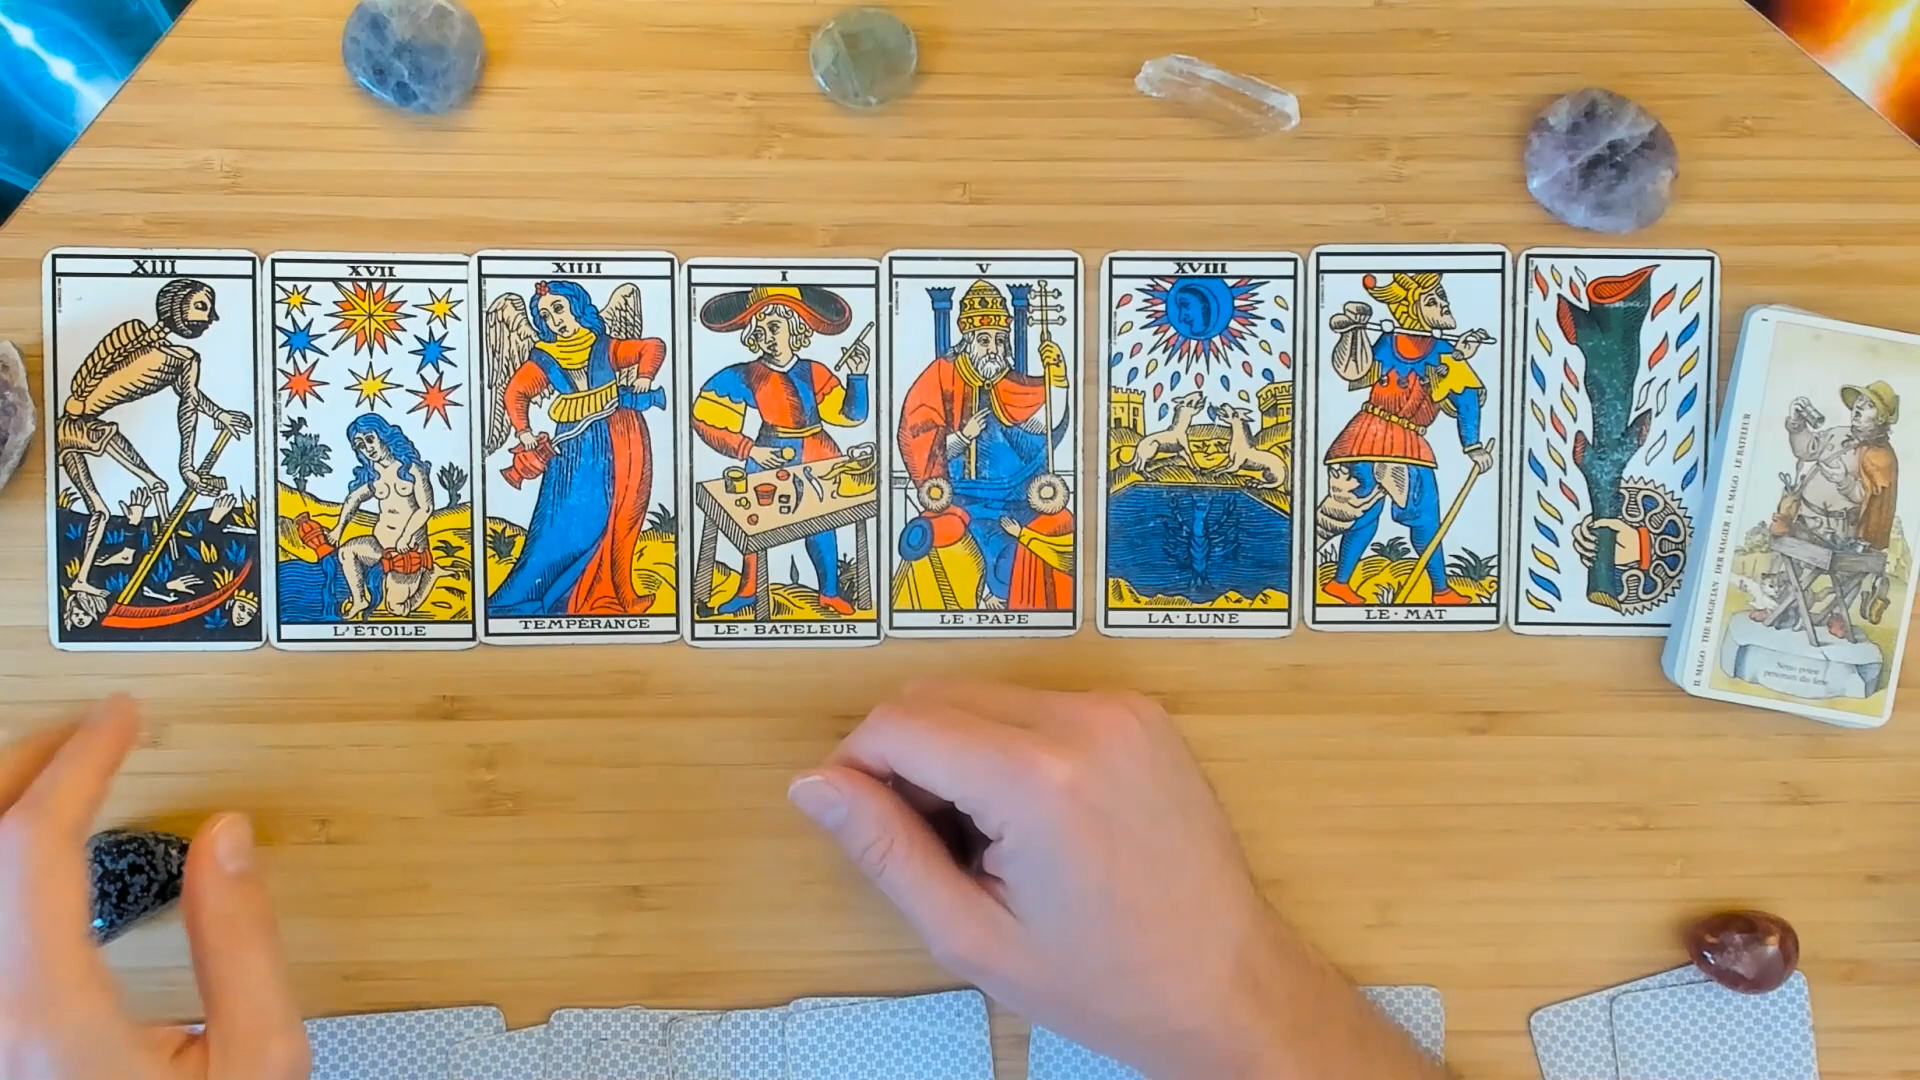 XIII
XVII
L'ÉTOILE
XIIII
TEMPÉRANCE
I
LE·BATELEUR
V
LE·PAPE
XVIII
LA·LUNE
LE·MAT
I
IL MAGO · THE MAGICIAN · DER MAGIER · EL MAGO · LE BATELEUR